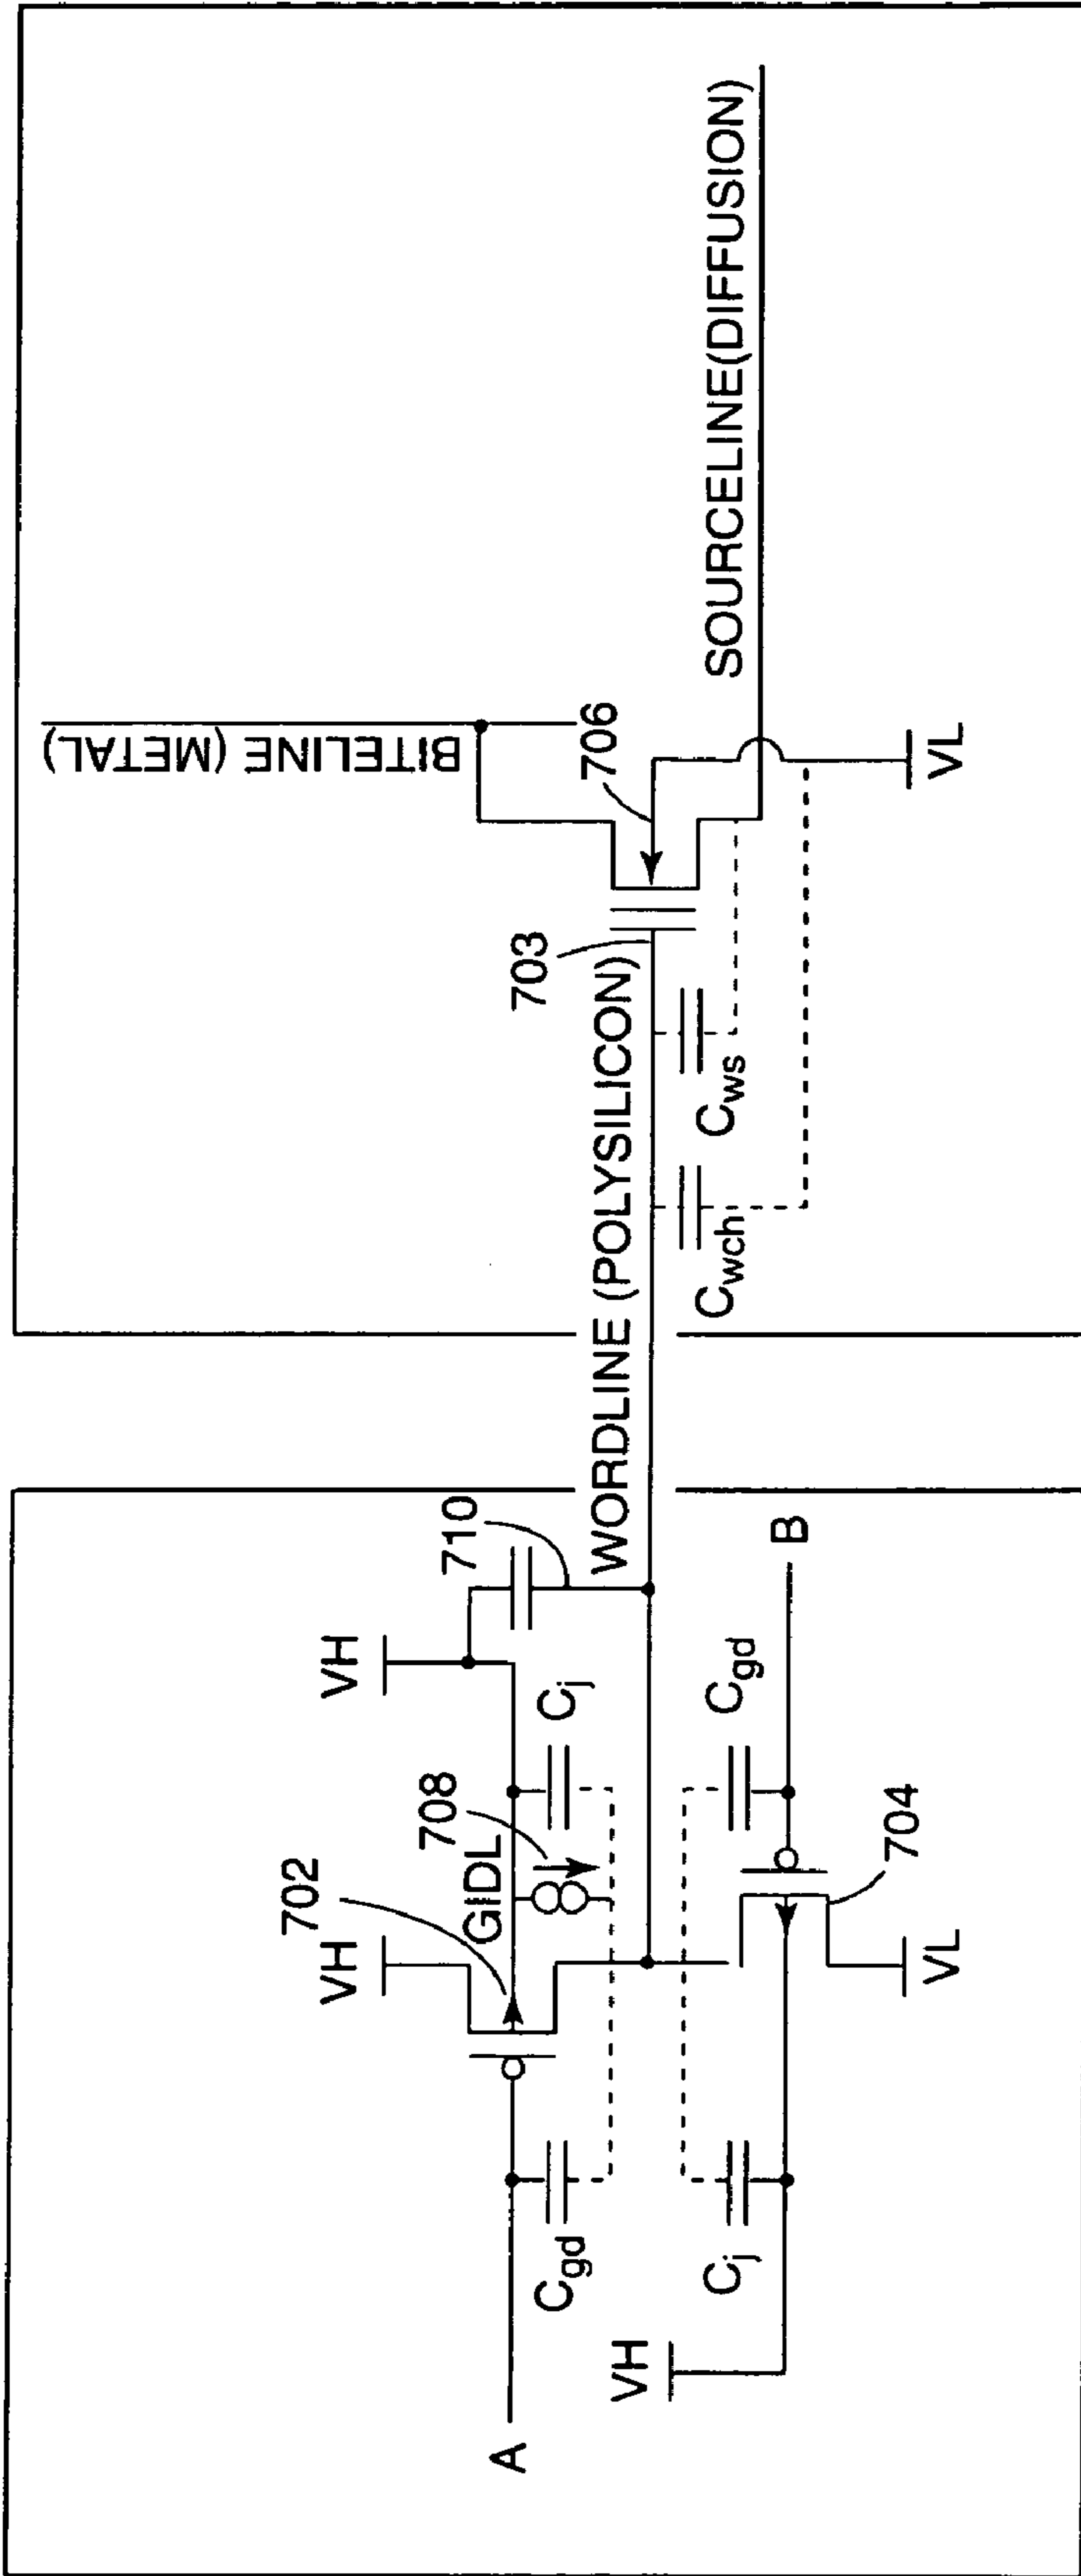 VH
VH
710
702
GIDL
708
Cj
A
Cgd
VH
Cj
Cgd
B
704
VL
WORDLINE (POLYSILICON)
BITELINE (METAL)
703
706
Cwch
Cws
SOURCELINE(DIFFUSION)
VL